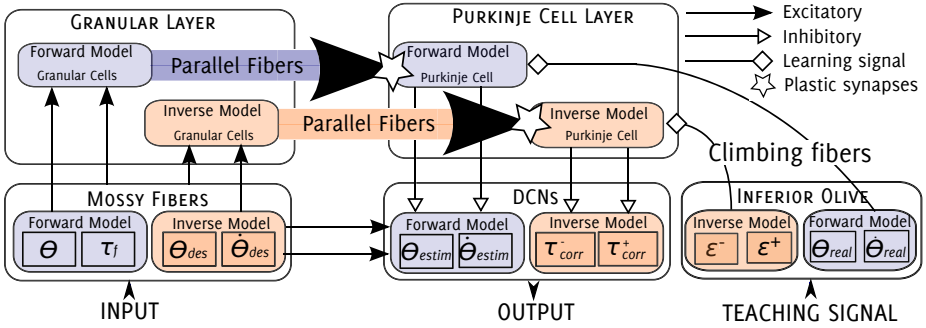 GRANULAR LAYER
Forward Model
Granular Cells
Parallel Fibers
Inverse Model
Granular Cells
Parallel Fibers
PURKINJE CELL LAYER
Forward Model
Purkinje Cell
Inverse Model
Purkinje Cell
Excitatory
Inhibitory
Learning signal
Plastic synapses
Climbing fibers
MOSSY FIBERS
Forward Model
Θ τf
Inverse Model
Θdes Θ̇des
DCNS
Forward Model
Θestim Θ̇estim
Inverse Model
τ-corr τ+corr
INFERIOR OLIVE
Inverse Model
ε- ε+
Forward Model
Θreal Θ̇real
INPUT
OUTPUT
TEACHING SIGNAL